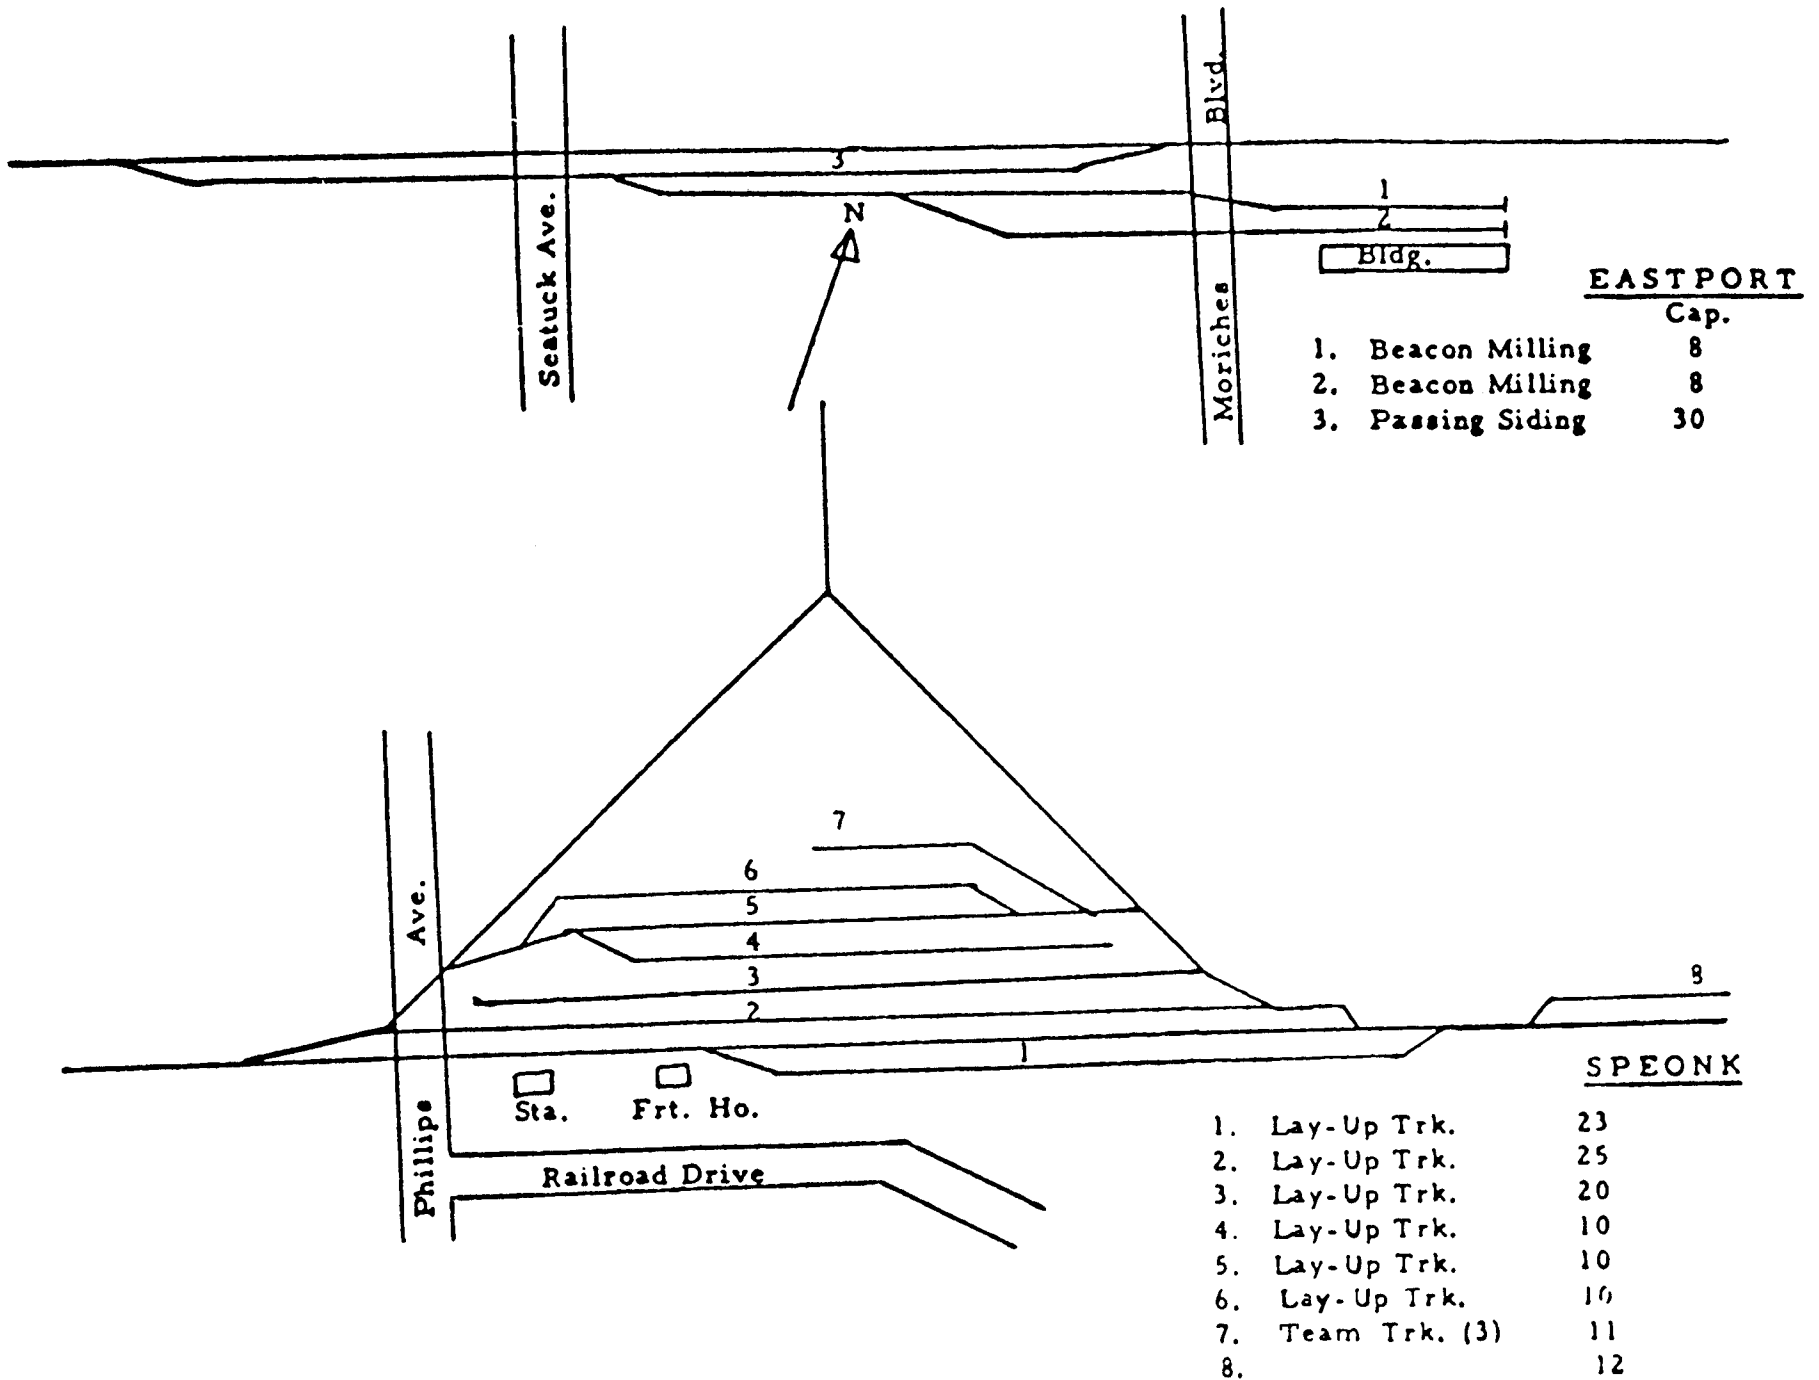 Blvd.
3
1
2
N
Seatuck Ave.
Bldg.
Moriches
EASTPORT
Cap.
1. Beacon Milling 8
2. Beacon Milling 8
3. Passing Siding 30
7
6
5
4
3
2
1
8
Ave.
Phillips
Sta.
Frt. Ho.
Railroad Drive
SPEONK
1. Lay-Up Trk. 23
2. Lay-Up Trk. 25
3. Lay-Up Trk. 20
4. Lay-Up Trk. 10
5. Lay-Up Trk. 10
6. Lay-Up Trk. 10
7. Team Trk. (3) 11
8. 12